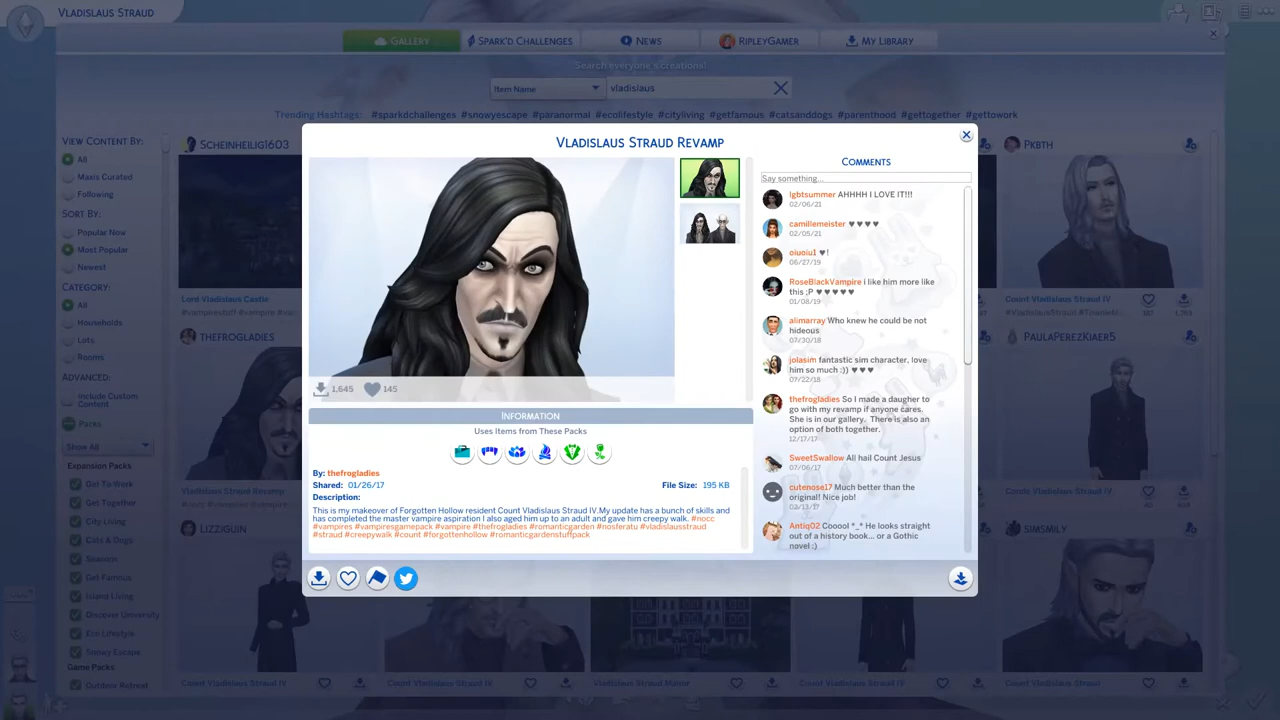 VLADISLAUS STRAUD
GALLERY
SPARK'D CHALLENGES
NEWS
RIPLEYGAMER
MY LIBRARY
Search everyone's creations!
Item Name
vladislaus
Trending Hashtags: #sparkdchallenges #snowyescape #paranormal #ecolifestyle #cityliving #getfamous #catsanddogs #parenthood #gettogether #gettowork
VIEW CONTENT BY:
All
Maxis Curated
Following
SORT BY:
Popular Now
Most Popular
Newest
CATEGORY:
All
Households
Lots
Rooms
ADVANCED:
Include Custom
Content
Packs
Show All
Expansion Packs
Get To Work
Get Together
City Living
Cats & Dogs
Seasons
Get Famous
Island Living
Discover University
Eco Lifestyle
Snowy Escape
Game Packs
Outdoor Retreat
SCHEINHEILIG1603
Lord Vladislaus Castle
THEFROGLADIES
Vladislaus Straud Revamp
LIZZIGUIN
Count Vladislaus Straud IV
Count Vladislaus Straud IV
Vladislaus Straud Manor
Count Vladislaus Straud IV
PKBTH
Count Vladislaus Straud IV
PAULAPEREZKIAER5
SIMSMILY
Count Vladislaus Straud
VLADISLAUS STRAUD REVAMP
1,645
145
INFORMATION
Uses Items from These Packs
By: thefrogladies
Shared: 01/26/17
File Size: 195 KB
Description:
This is my makeover of Forgotten Hollow resident Count Vladislaus Straud IV.My update has a bunch of skills and
has completed the master vampire aspiration I also aged him up to an adult and gave him creepy walk. #nocc
#vampires #vampiresgamepack #vampire #thefrogladies #romanticgarden #nosferatu #vladislausstraud
#straud #creepywalk #count #forgottenhollow #romanticgardenstuffpack
COMMENTS
Say something...
lgbtsummer AHHHH I LOVE IT!!!
02/06/21
camillemeister ♥♥♥♥
02/05/21
oiuoiu1 ♥!
06/27/19
RoseBlackVampire i like him more like
this ;P ♥♥♥♥♥
01/08/19
alimarray Who knew he could be not
hideous
07/30/18
jolasim fantastic sim character, love
him so much :)) ♥♥♥
07/22/18
thefrogladies So I made a daugher to
go with my revamp if anyone cares.
She is in our gallery. There is also an
option of both together.
12/17/17
SweetSwallow All hail Count Jesus
07/06/17
cutenose17 Much better than the
original! Nice job!
03/13/17
Antiq02 Cooool *_* He looks straight
out of a history book... or a Gothic
novel :)